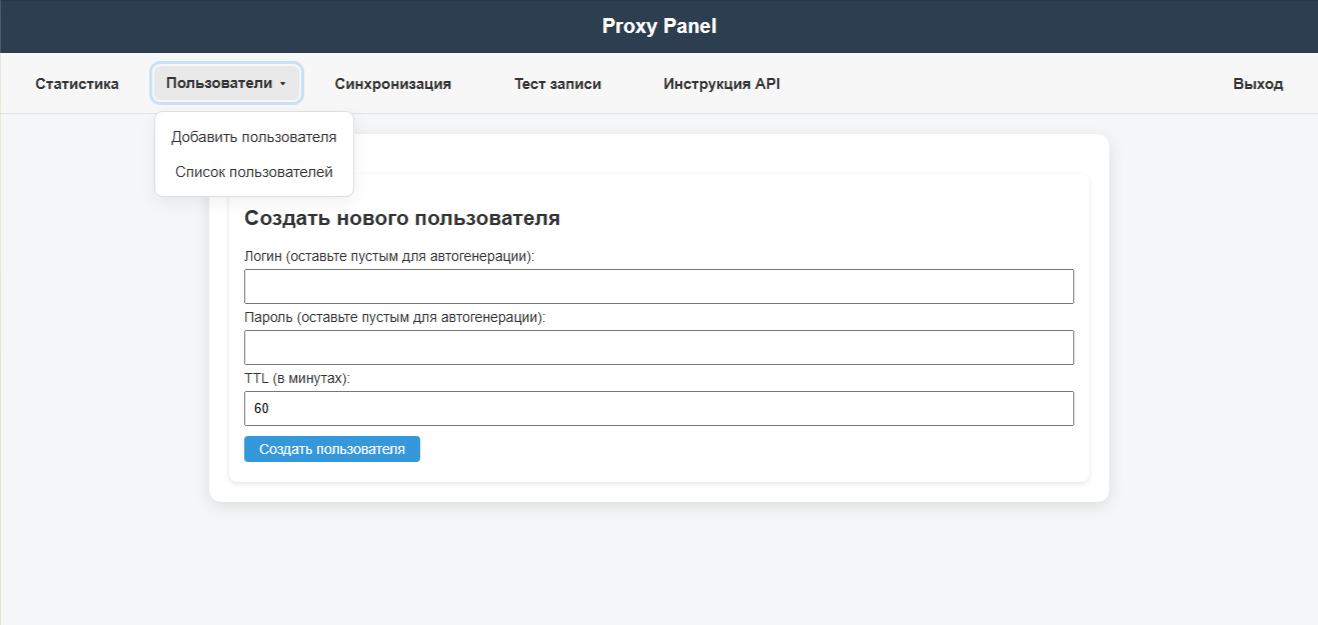 Proxy Panel
Статистика
Пользователи
Синхронизация
Тест записи
Инструкция API
Выход
Добавить пользователя
Список пользователей
Создать нового пользователя
Логин (оставьте пустым для автогенерации):
Пароль (оставьте пустым для автогенерации):
TTL (в минутах):
60
Создать пользователя